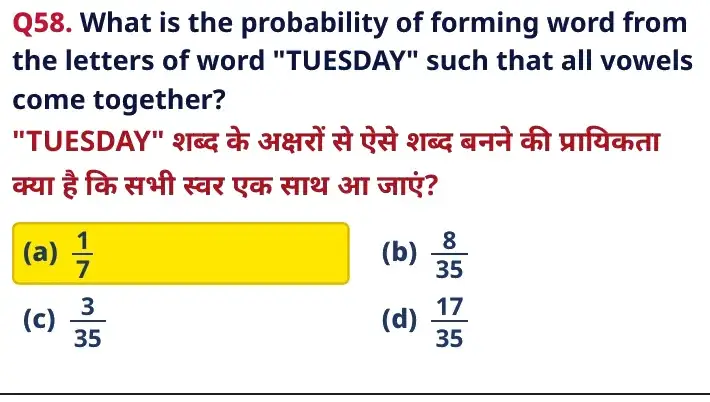 Q58. What is the probability of forming word from
the letters of word "TUESDAY" such that all vowels
come together?
"TUESDAY" शब्द के अक्षरों से ऐसे शब्द बनने की प्रायिकता
क्या है कि सभी स्वर एक साथ आ जाएं?
(a) 1/7 (b) 8/35
(c) 3/35 (d) 17/35